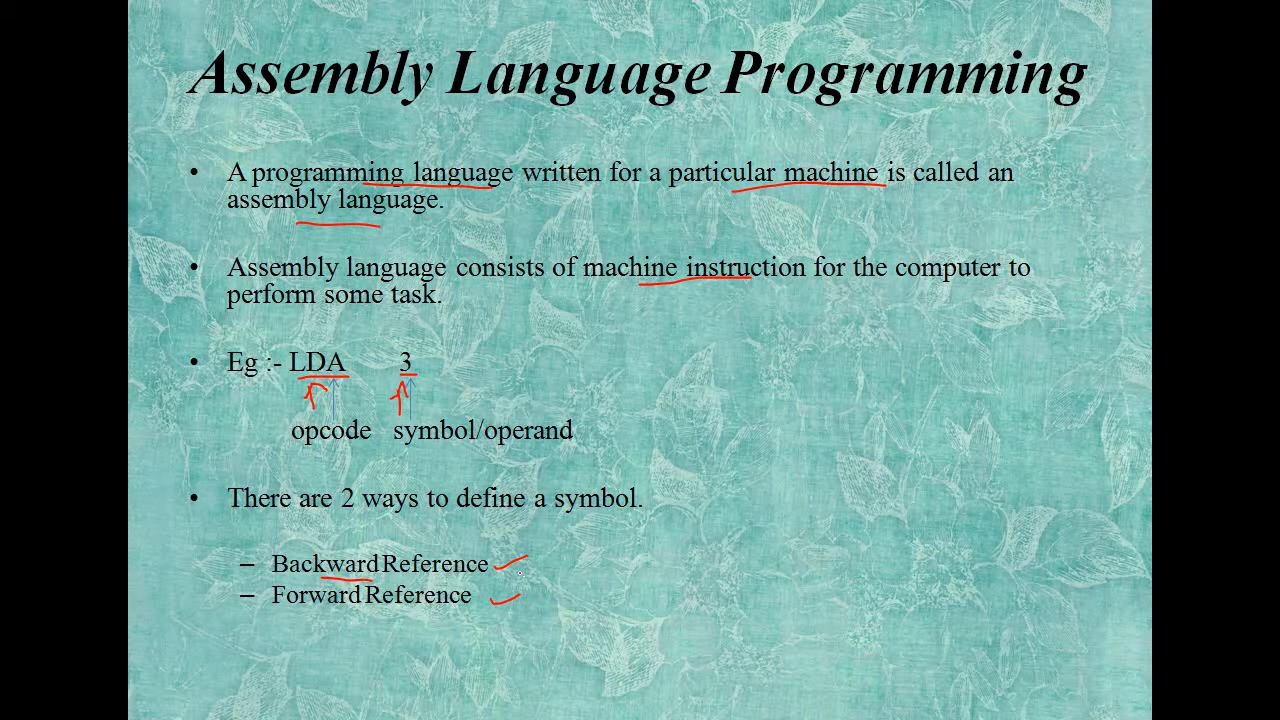 Assembly Language Programming
• A programming language written for a particular machine is called an
assembly language.
• Assembly language consists of machine instruction for the computer to
perform some task.
• Eg :- LDA 3
opcode symbol/operand
• There are 2 ways to define a symbol.
– Backward Reference
– Forward Reference